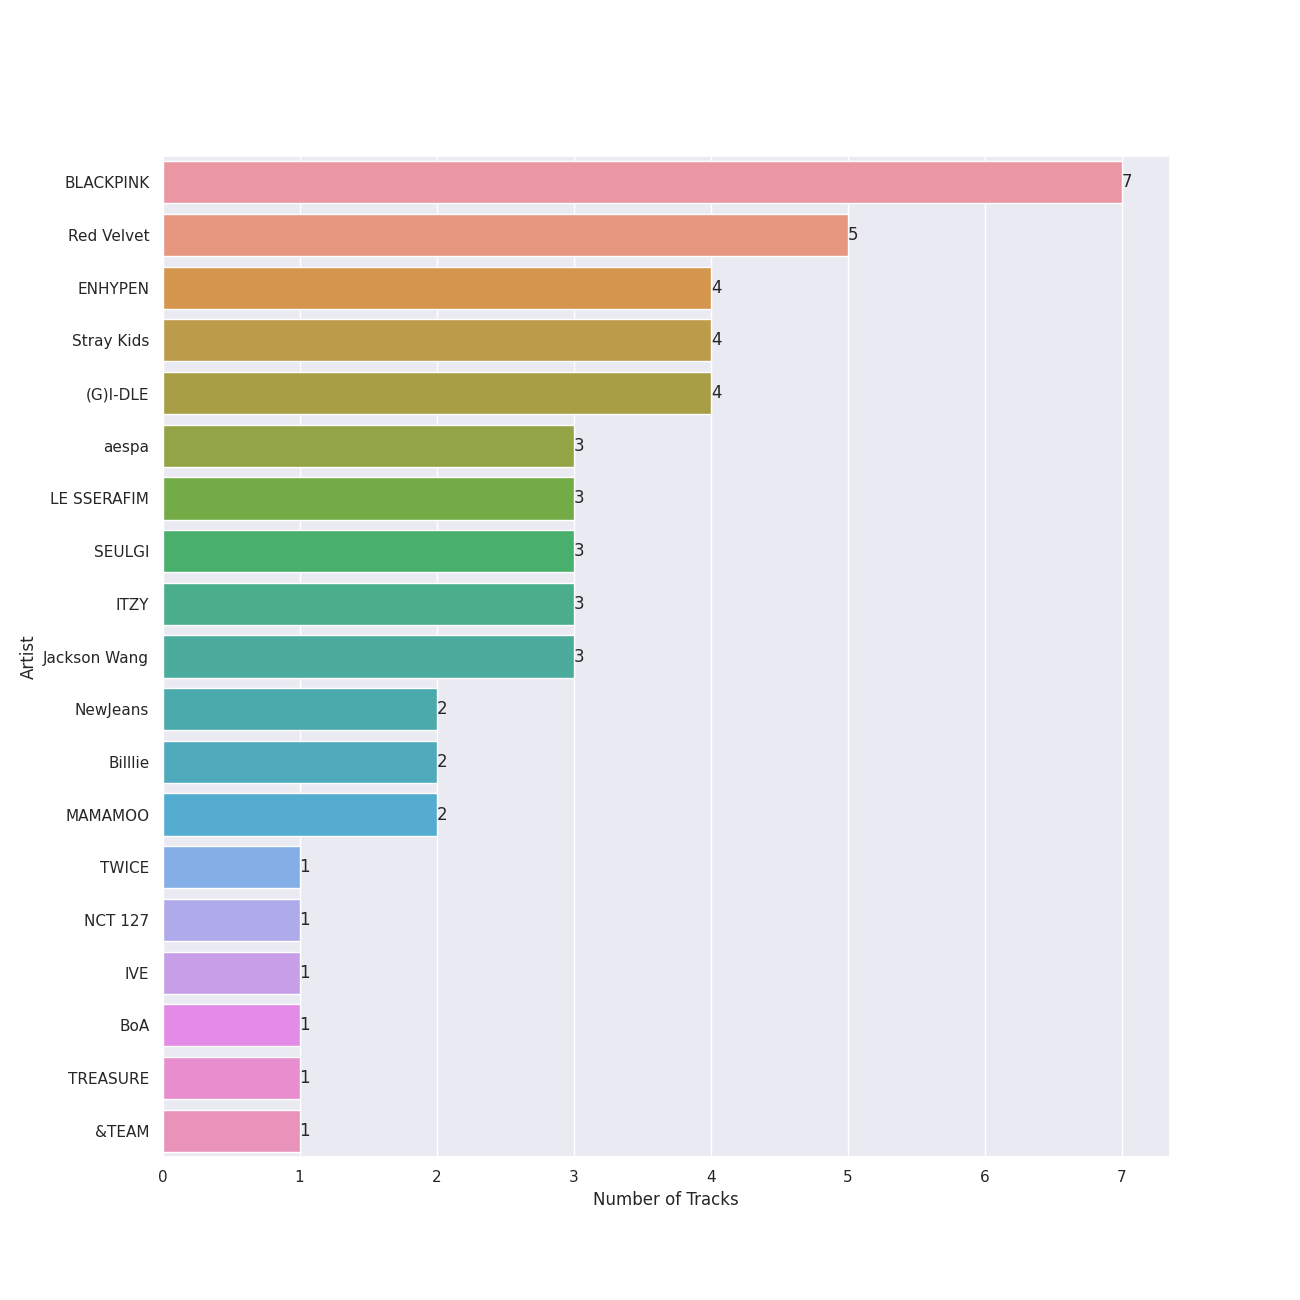 BLACKPINK 7
Red Velvet 5
ENHYPEN 4
Stray Kids 4
(G)I-DLE 4
aespa 3
LE SSERAFIM 3
SEULGI 3
ITZY 3
Artist
Jackson Wang 3
NewJeans 2
Billlie 2
MAMAMOO 2
TWICE 1
NCT 127 1
IVE 1
BoA 1
TREASURE 1
&TEAM 1
0 1 2 3 4 5 6 7
Number of Tracks